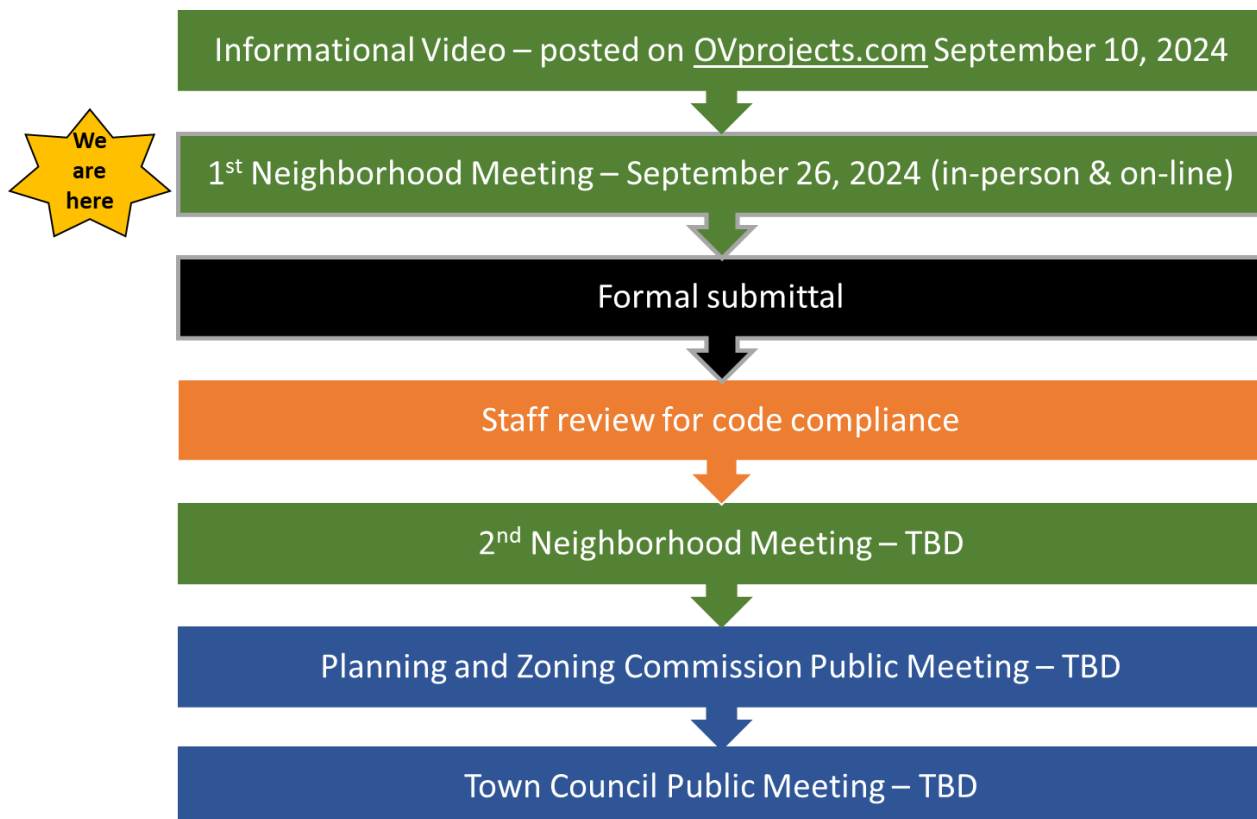 Informational Video – posted on OVprojects.com September 10, 2024
We
are
here
1st Neighborhood Meeting – September 26, 2024 (in-person & on-line)
Formal submittal
Staff review for code compliance
2nd Neighborhood Meeting – TBD
Planning and Zoning Commission Public Meeting – TBD
Town Council Public Meeting – TBD